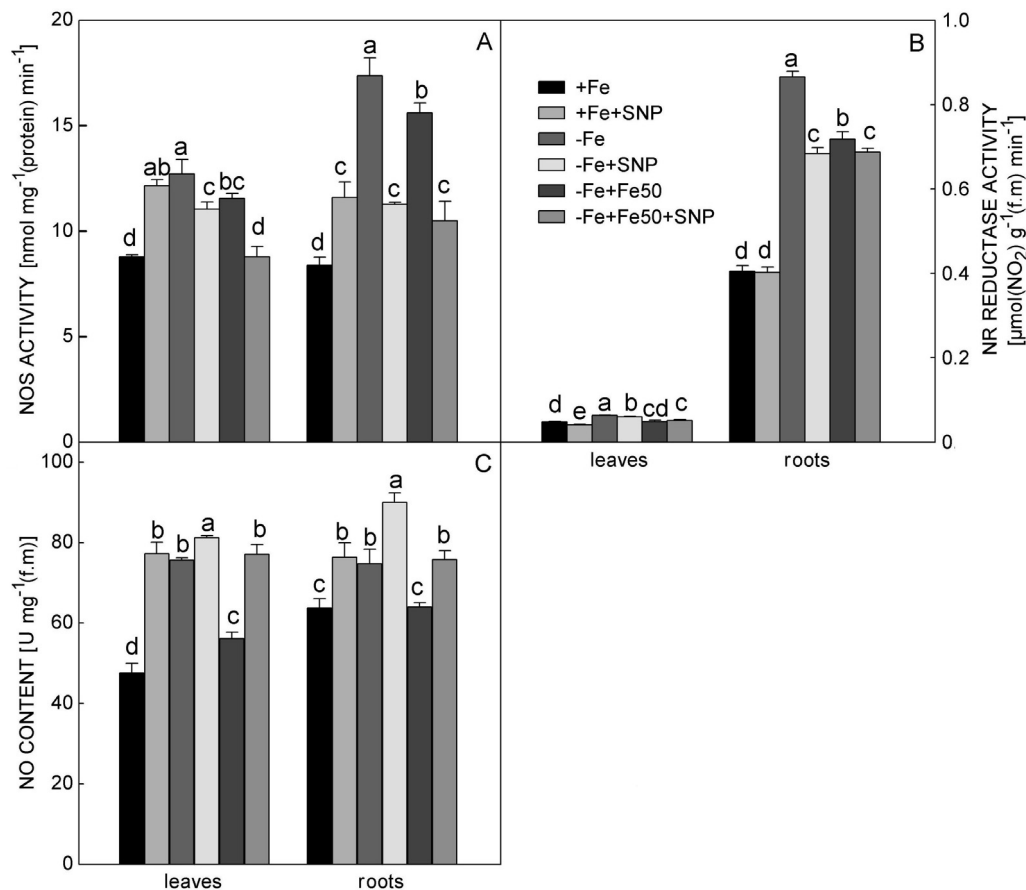 20
15
10
5
0
NOS ACTIVITY [nmol mg⁻¹(protein) min⁻¹]
A
d
ab
a
c
bc
d
d
c
a
c
b
c
B
+Fe
+Fe+SNP
-Fe
-Fe+SNP
-Fe+Fe50
-Fe+Fe50+SNP
d
e
a
b
cd
c
d
d
a
c
b
c
1.0
0.8
0.6
0.4
0.2
0
NR REDUCTASE ACTIVITY
[µmol(NO₂) g⁻¹(f.m) min⁻¹]
leaves
roots
100
80
60
40
20
0
NO CONTENT [U mg⁻¹(f.m)]
C
d
b
b
a
c
b
c
b
b
a
c
b
leaves
roots